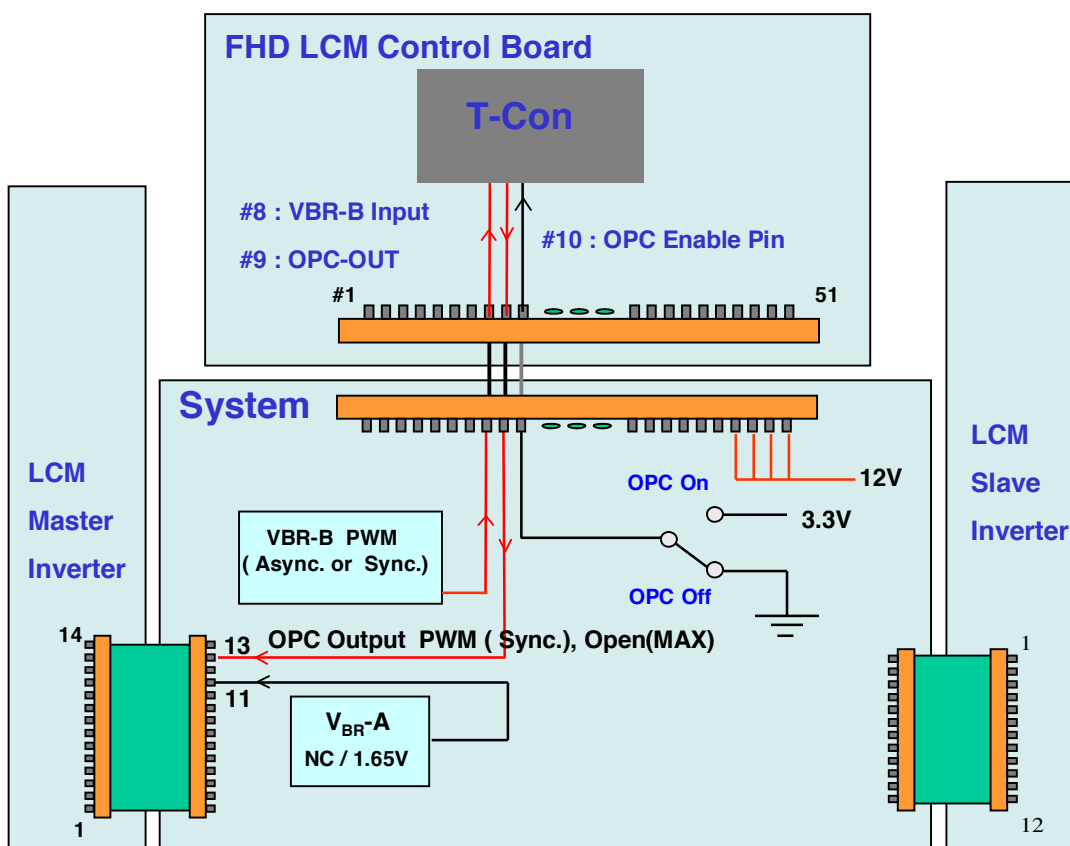 FHD LCM Control Board
T-Con
#8 : VBR-B Input
#9 : OPC-OUT
#10 : OPC Enable Pin
#1
51
System
LCM
Master
Inverter
LCM
Slave
Inverter
OPC On
12V
3.3V
VBR-B PWM
( Async. or Sync.)
OPC Off
14
13
OPC Output PWM ( Sync.), Open(MAX)
11
1
V_BR-A
NC / 1.65V
1
12